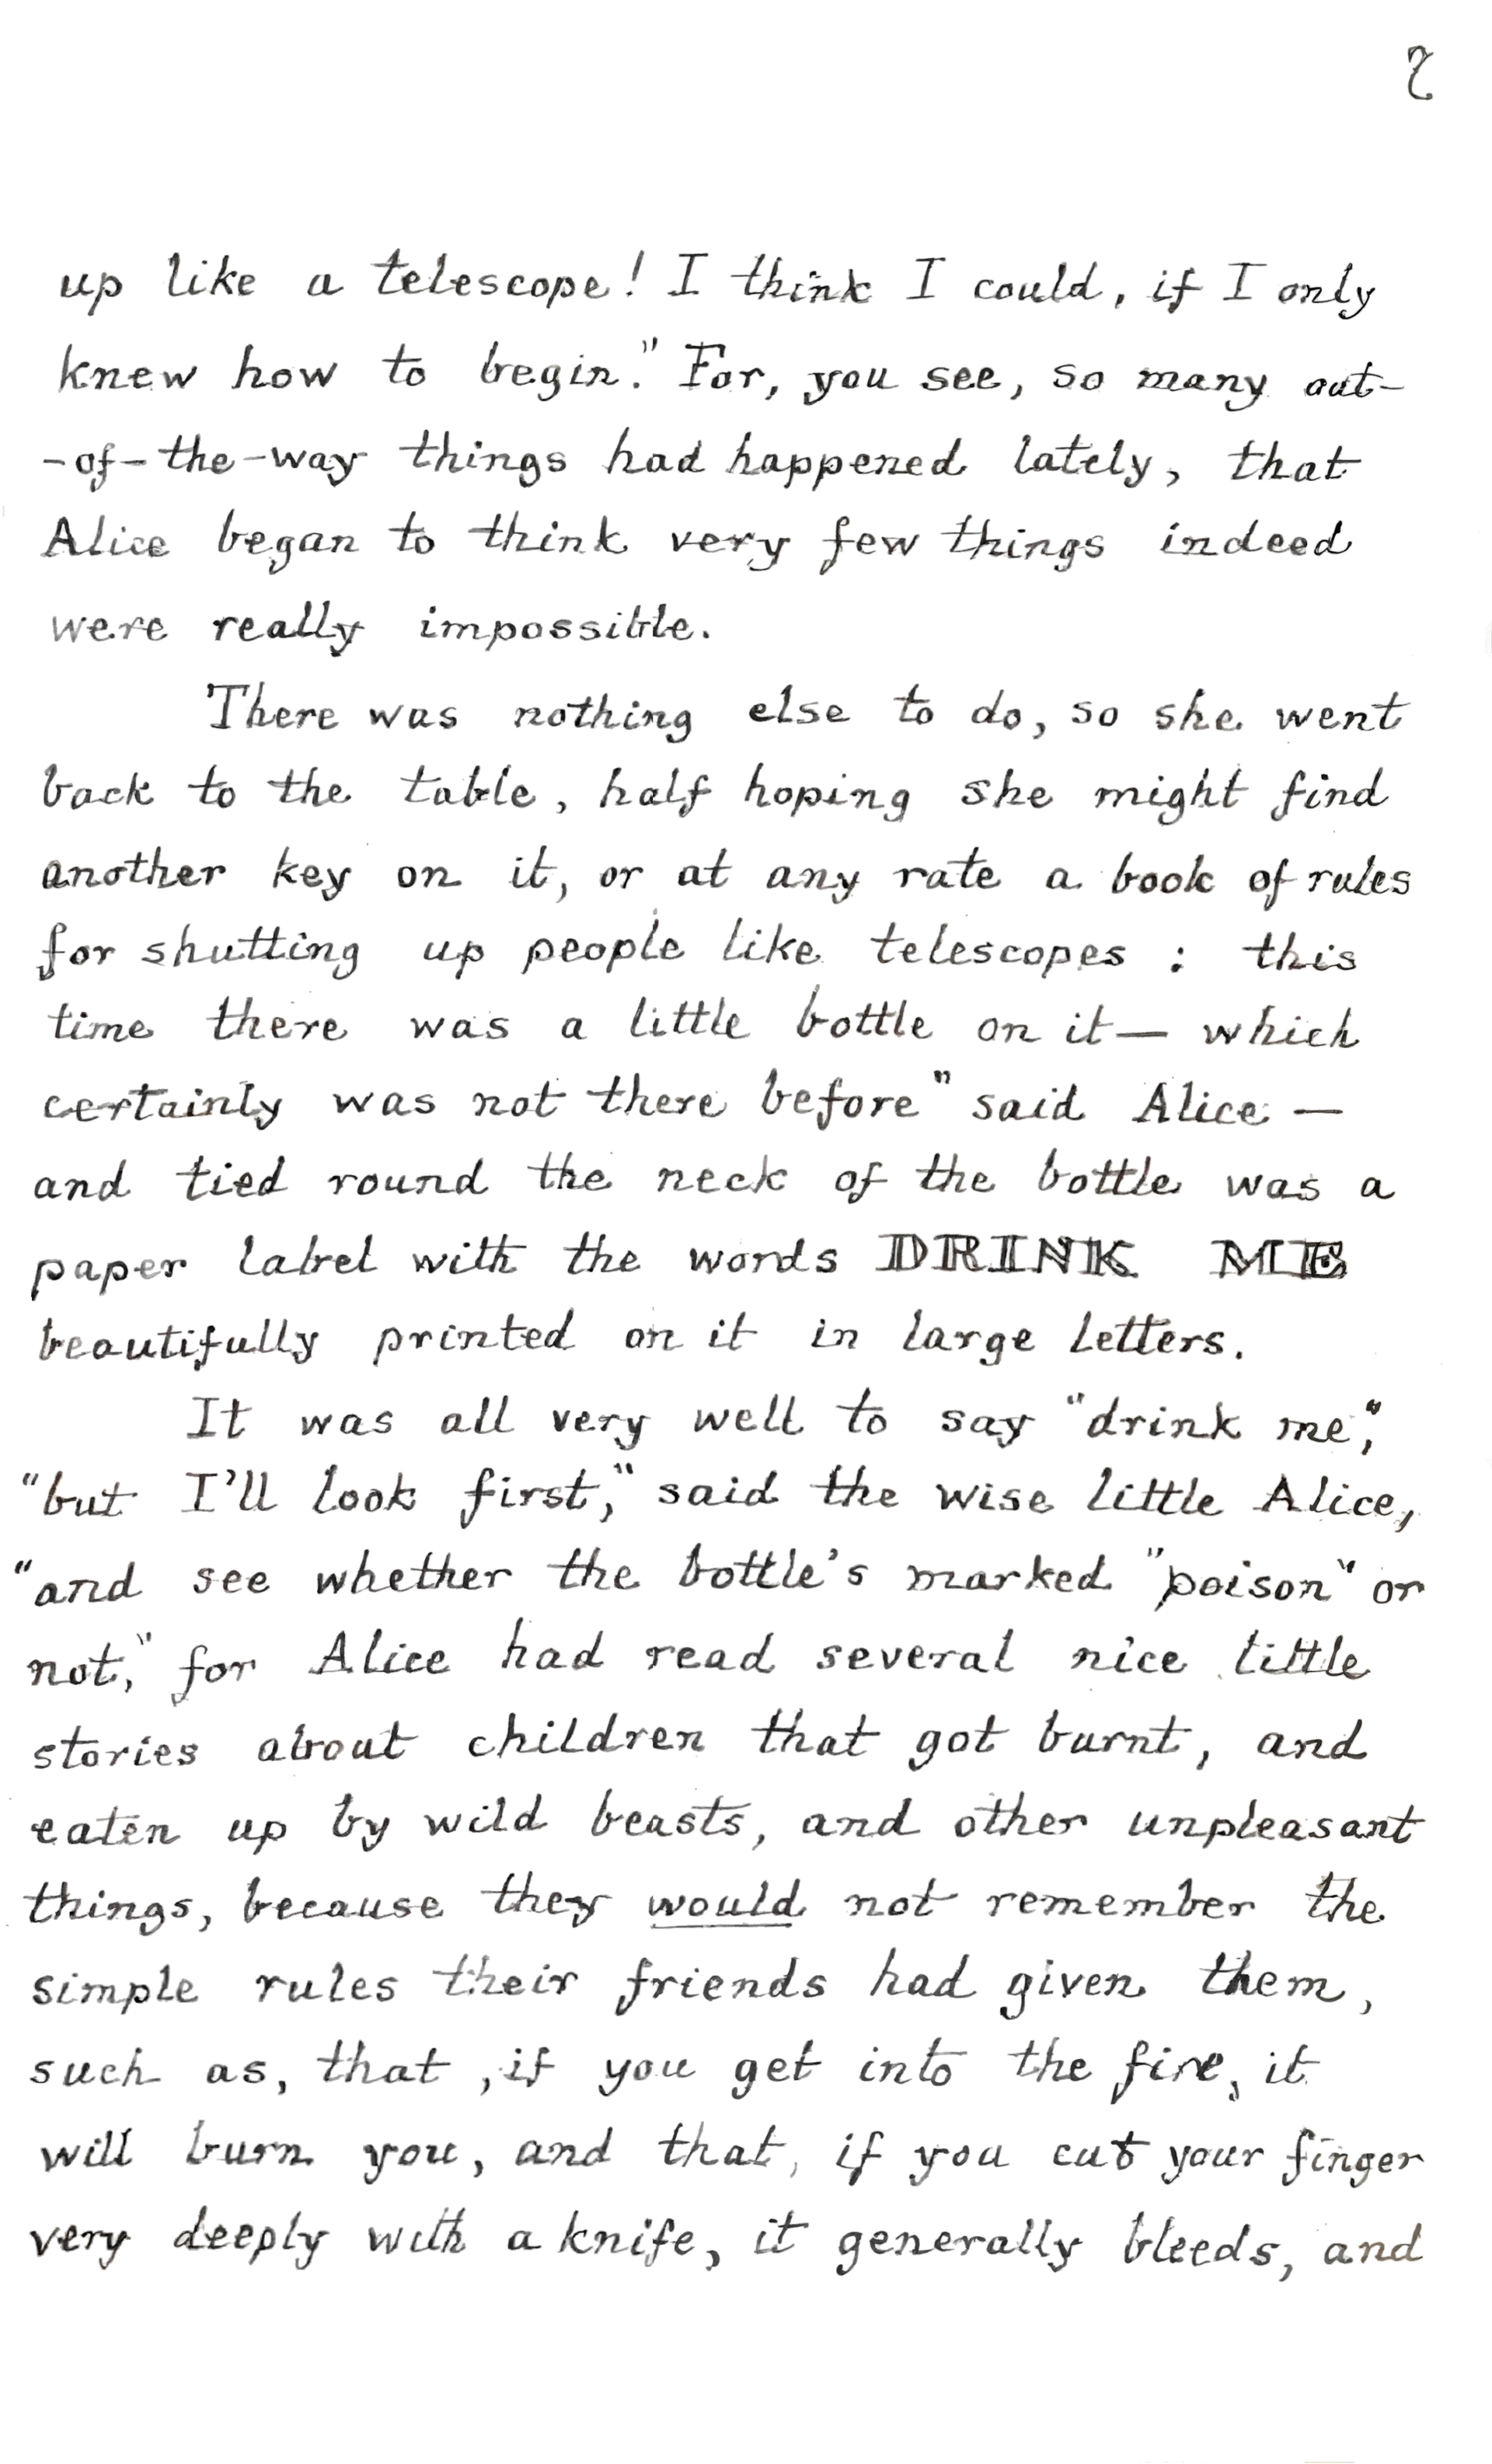 2
up like a telescope! I think I could, if I only
knew how to begin." For, you see, so many out-
-of-the-way things had happened lately, that
Alice began to think very few things indeed
were really impossible.
There was nothing else to do, so she went
back to the table, half hoping she might find
another key on it, or at any rate a book of rules
for shutting up people like telescopes : this
time there was a little bottle on it— which
certainly was not there before" said Alice —
and tied round the neck of the bottle was a
paper label with the words DRINK ME
beautifully printed on it in large letters.
It was all very well to say "drink me",
"but I'll look first," said the wise little Alice,
"and see whether the bottle's marked "poison" or
not," for Alice had read several nice little
stories about children that got burnt, and
eaten up by wild beasts, and other unpleasant
things, because they would not remember the
simple rules their friends had given them,
such as, that , if you get into the fire, it
will burn you, and that, if you cut your finger
very deeply with a knife, it generally bleeds, and